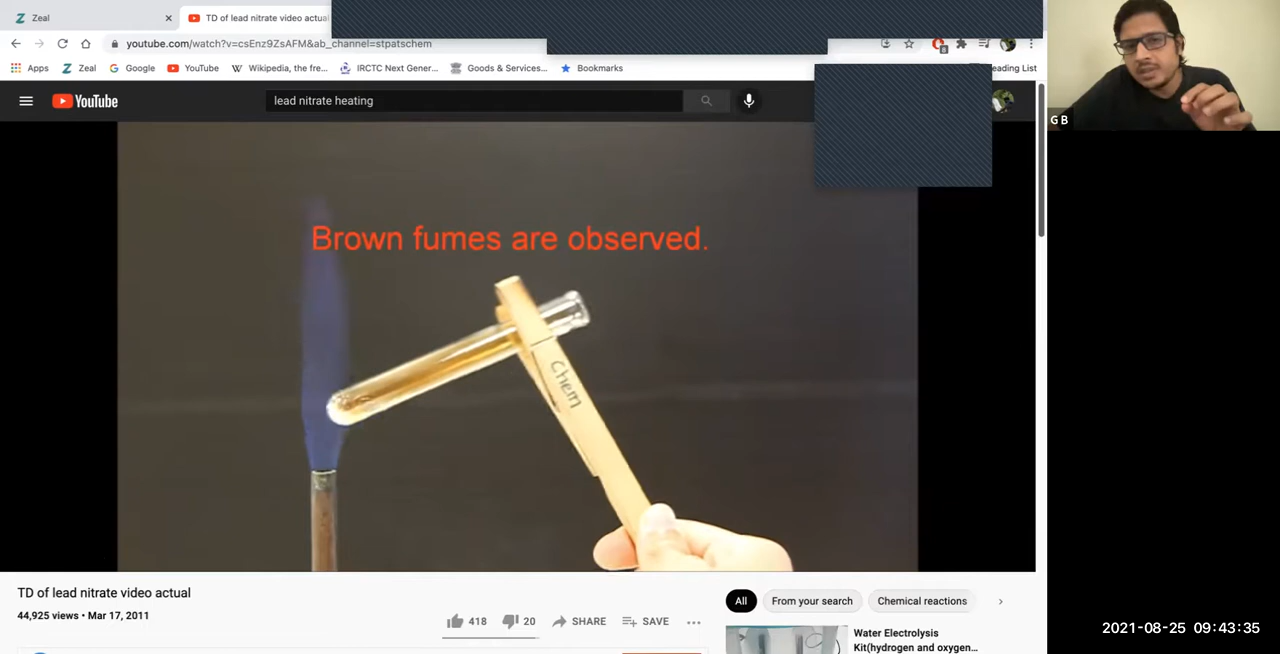 Zeal
TD of lead nitrate video actual
youtube.com/watch?v=csEnz9ZsAFM&ab_channel=stpatschem
Apps Zeal Google YouTube Wikipedia, the fre... IRCTC Next Gener... Goods & Services... Bookmarks eading List
YouTube
lead nitrate heating
G B
Brown fumes are observed.
Chem
TD of lead nitrate video actual
44,925 views • Mar 17, 2011
418 20 SHARE SAVE
All From your search Chemical reactions
Water Electrolysis
Kit(hydrogen and oxygen...
2021-08-25 09:43:35